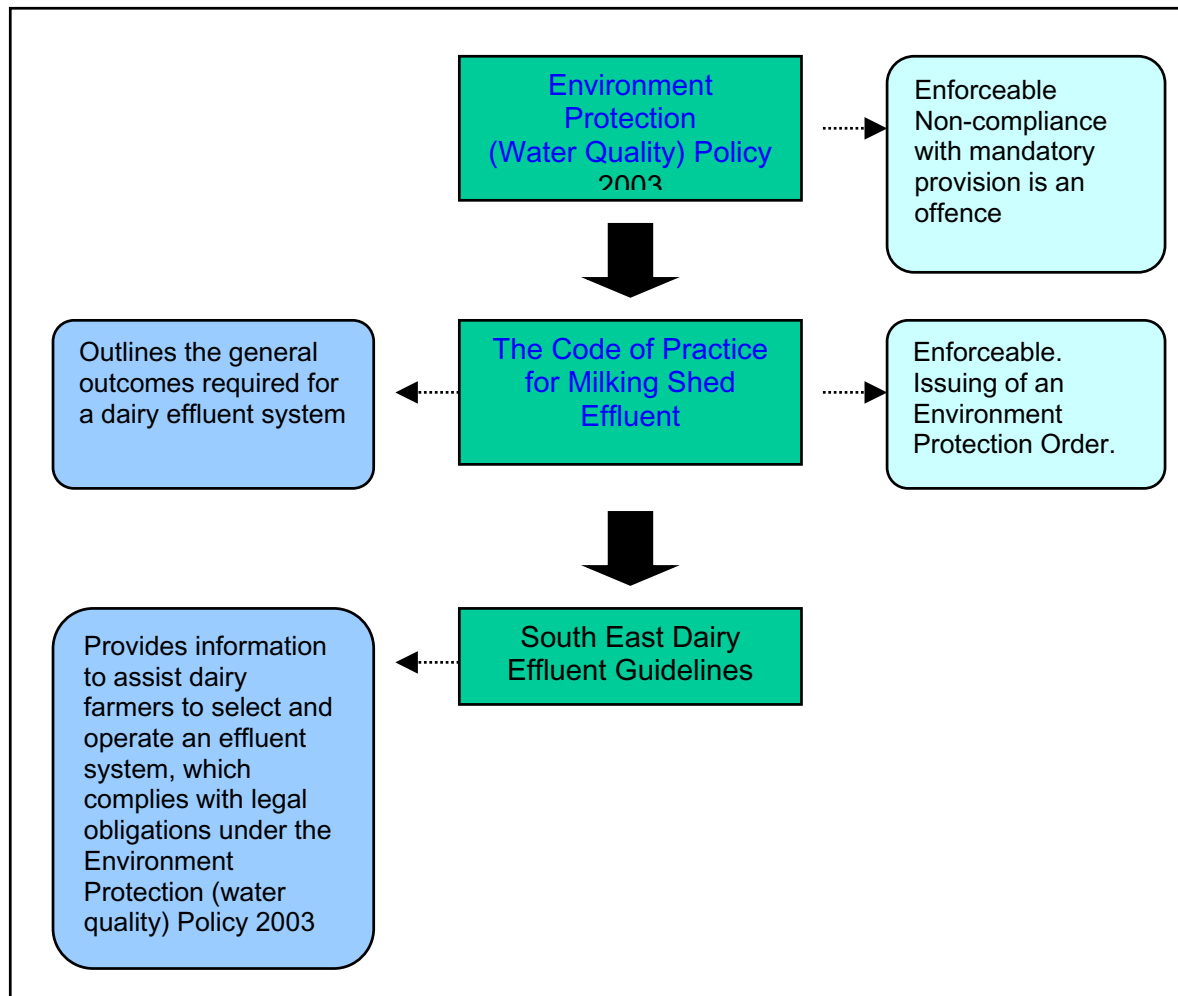 Environment
Protection
(Water Quality) Policy
2003
Enforceable
Non-compliance
with mandatory
provision is an
offence
Outlines the general
outcomes required for
a dairy effluent system
The Code of Practice
for Milking Shed
Effluent
Enforceable.
Issuing of an
Environment
Protection Order.
Provides information
to assist dairy
farmers to select and
operate an effluent
system, which
complies with legal
obligations under the
Environment
Protection (water
quality) Policy 2003
South East Dairy
Effluent Guidelines